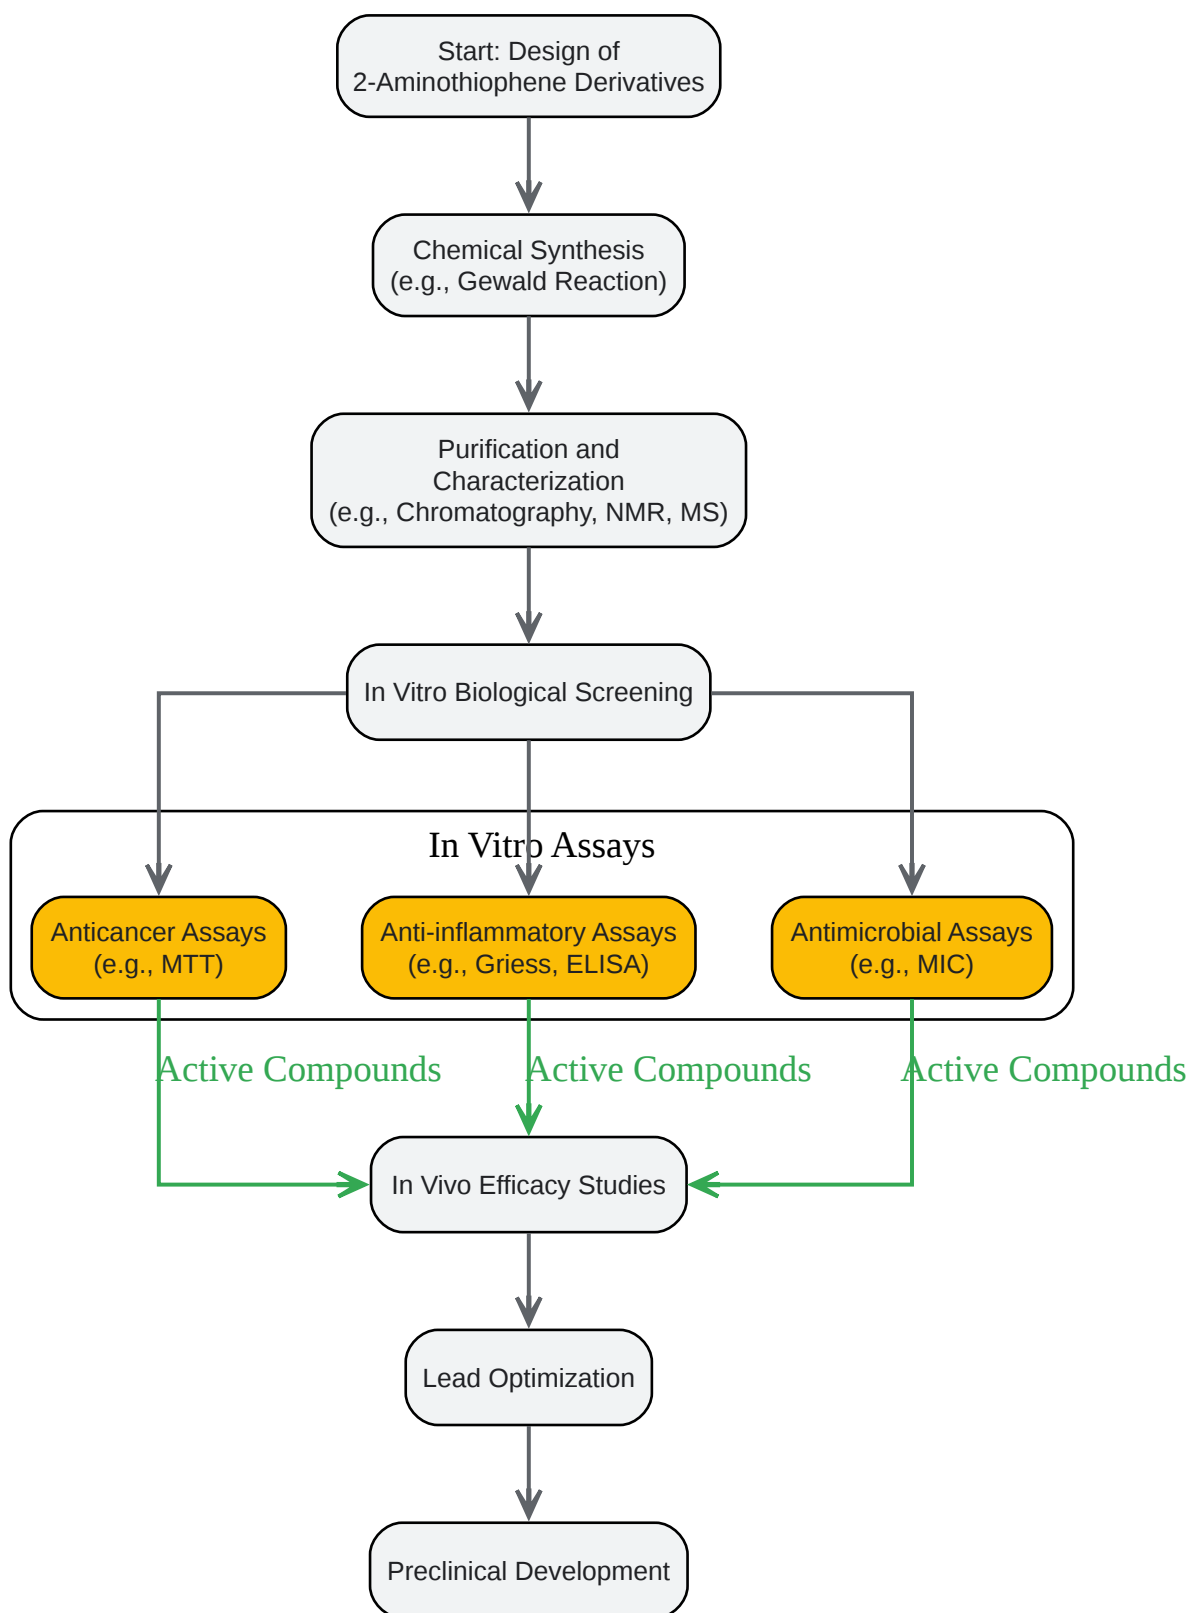 Start: Design of
2-Aminothiophene Derivatives
Chemical Synthesis
(e.g., Gewald Reaction)
Purification and
Characterization
(e.g., Chromatography, NMR, MS)
In Vitro Biological Screening
In Vitro Assays
Anticancer Assays
(e.g., MTT)
Anti-inflammatory Assays
(e.g., Griess, ELISA)
Antimicrobial Assays
(e.g., MIC)
Active Compounds
Active Compounds
Active Compounds
In Vivo Efficacy Studies
Lead Optimization
Preclinical Development